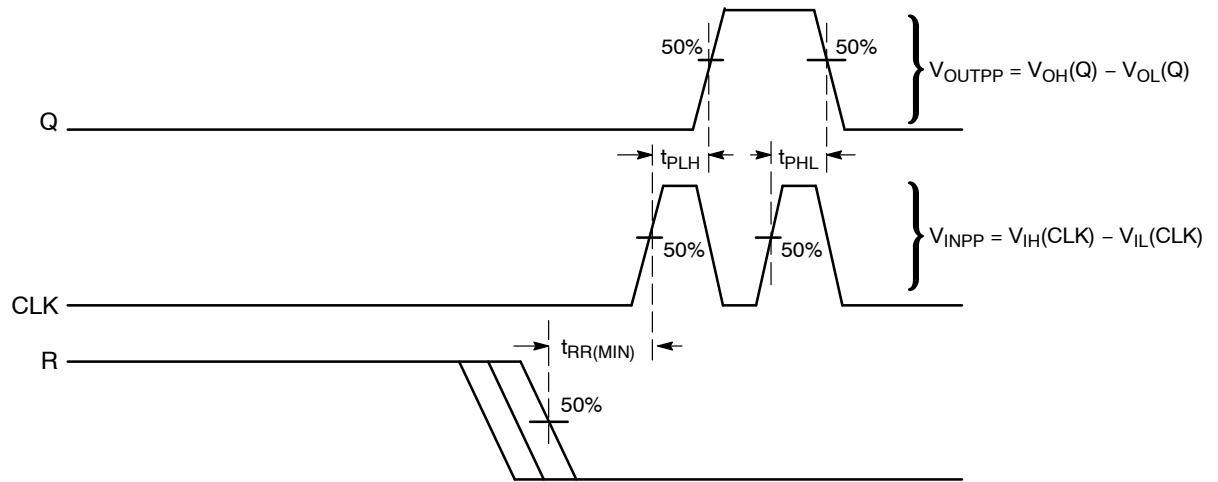 50%
50%
V_OUTPP = V_OH(Q) − V_OL(Q)
Q
t_PLH
t_PHL
50%
50%
V_INPP = V_IH(CLK) − V_IL(CLK)
CLK
t_RR(MIN)
R
50%